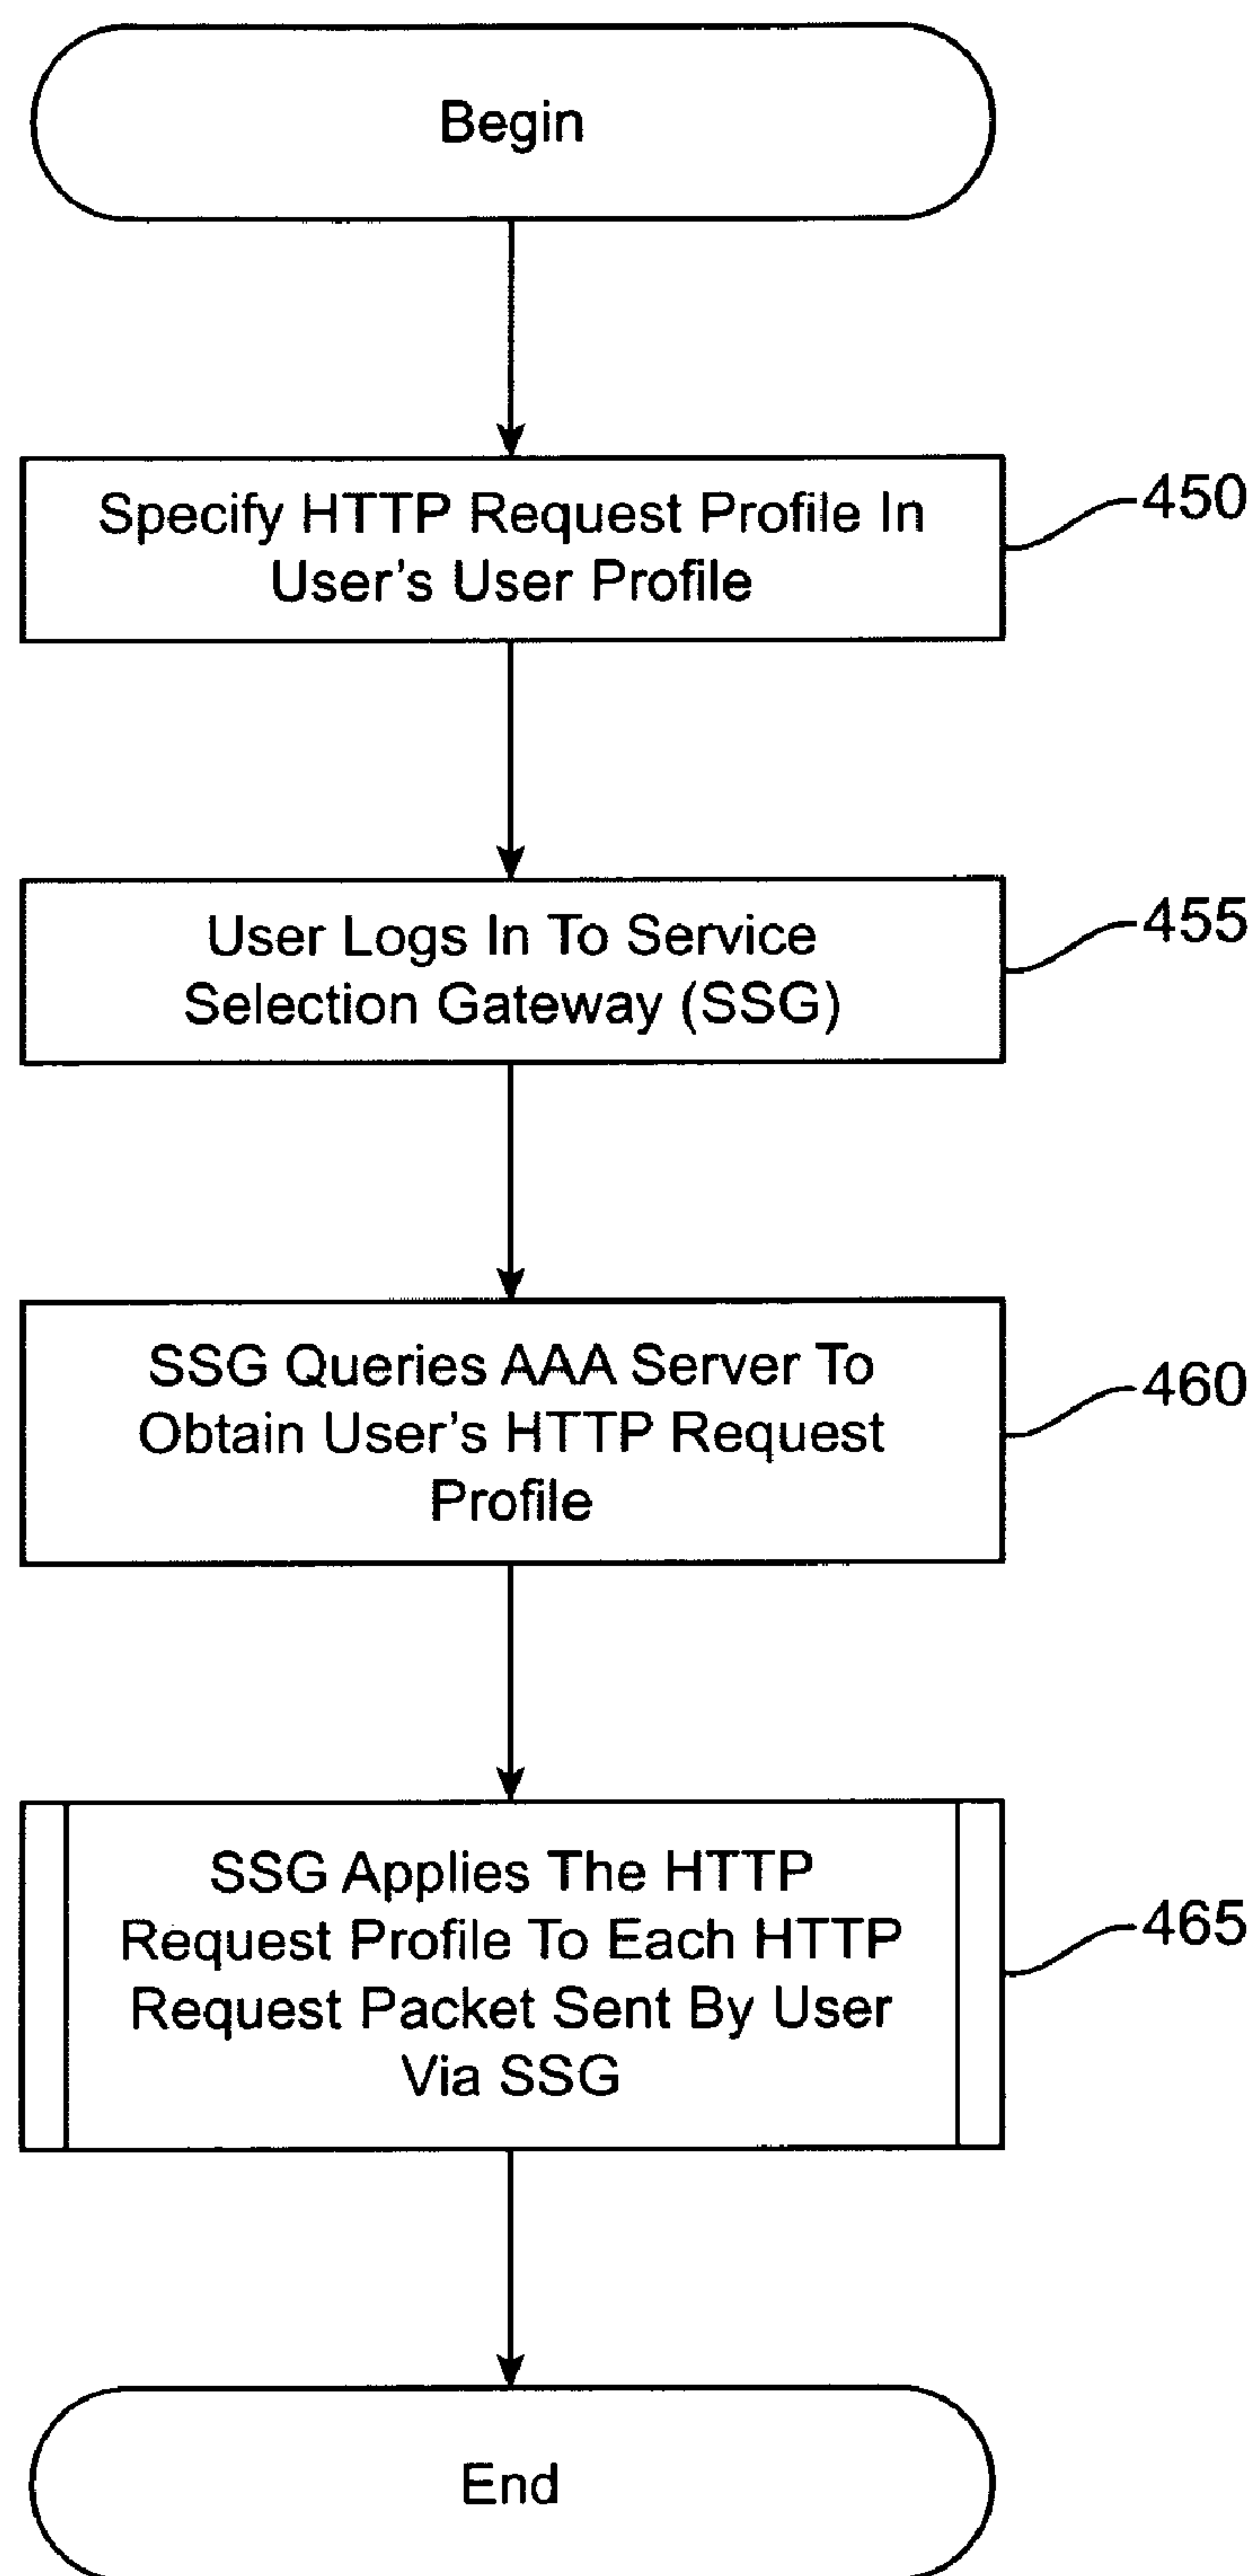 Begin
Specify HTTP Request Profile In
User's User Profile
450
User Logs In To Service
Selection Gateway (SSG)
455
SSG Queries AAA Server To
Obtain User's HTTP Request
Profile
460
SSG Applies The HTTP
Request Profile To Each HTTP
Request Packet Sent By User
Via SSG
465
End